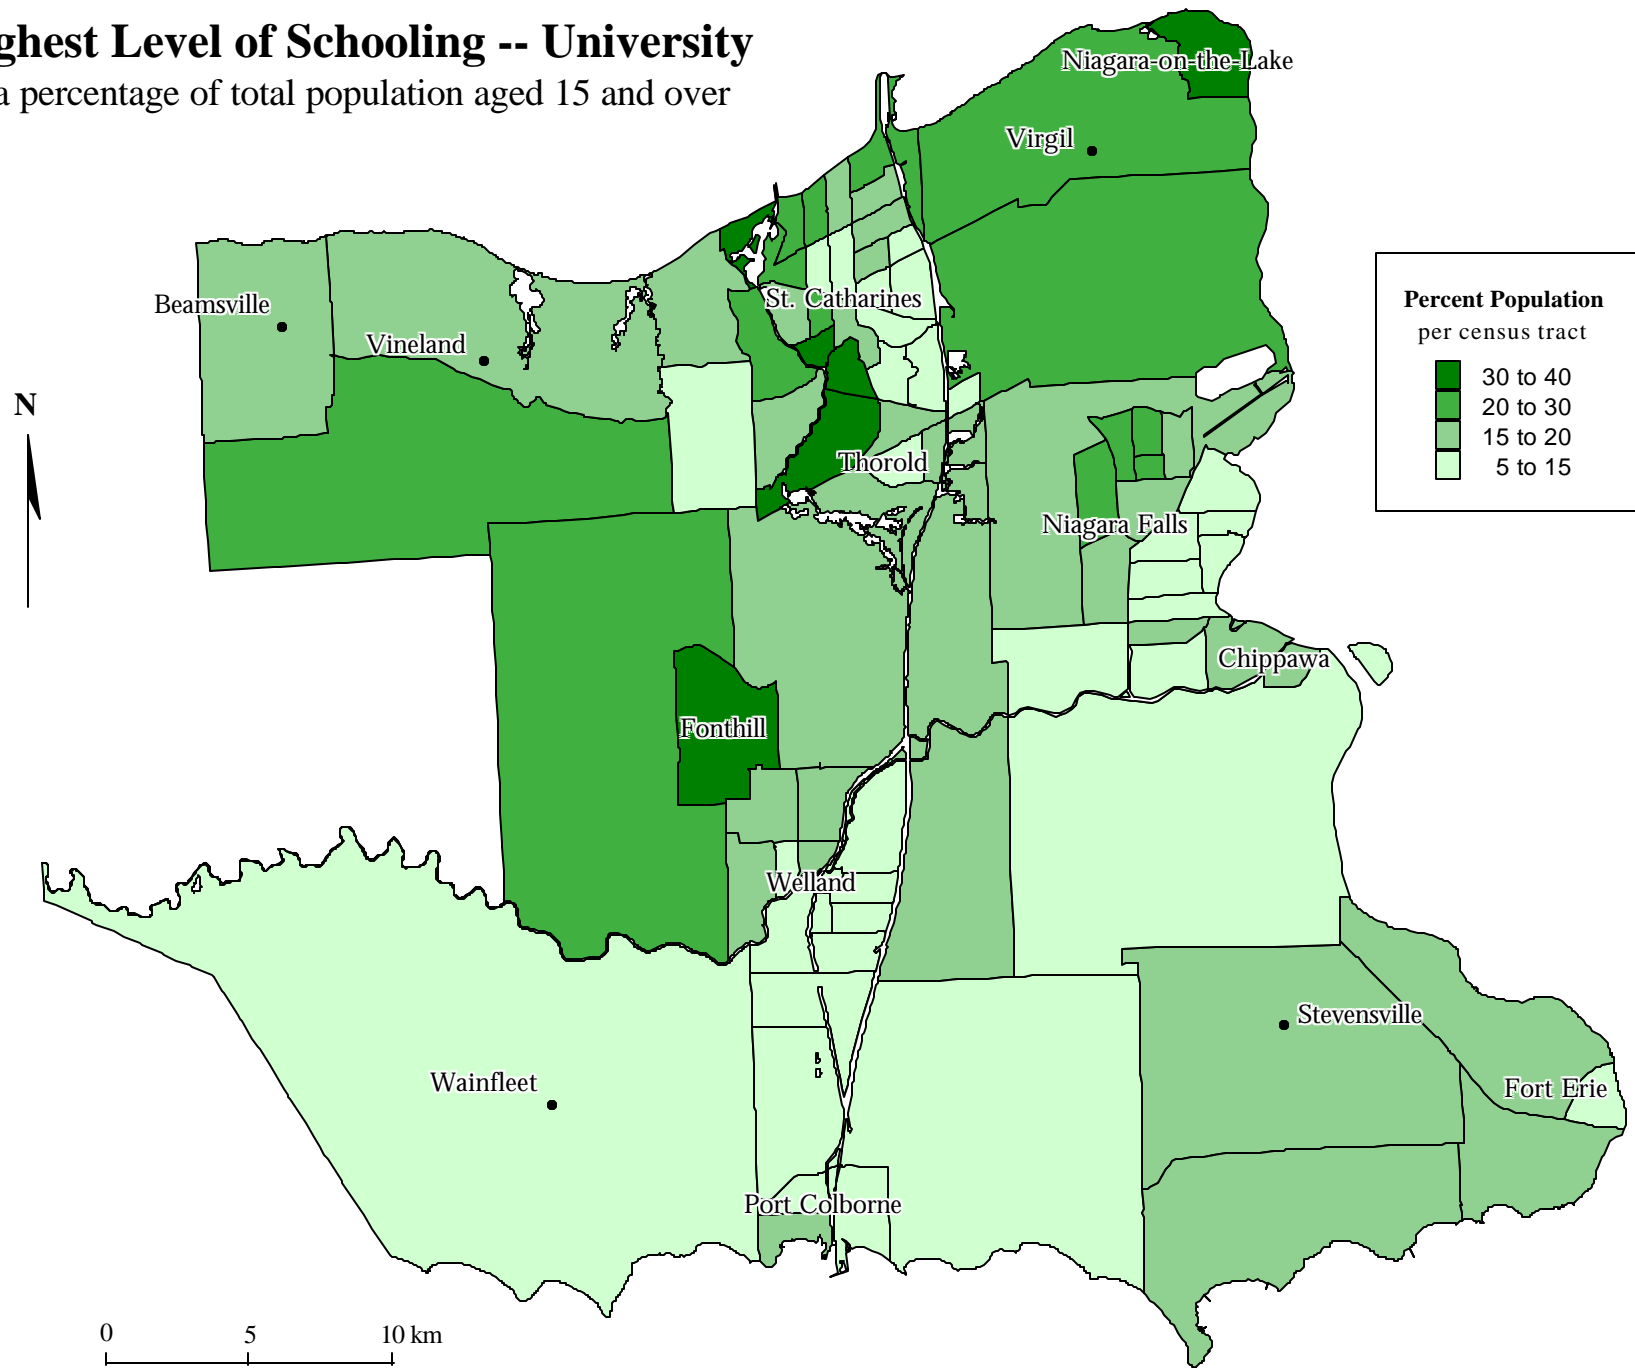 ghest Level of Schooling -- University
a percentage of total population aged 15 and over
Niagara-on-the-Lake
Virgil
Beamsville
St. Catharines
Vineland
Percent Population
per census tract
30 to 40
20 to 30
15 to 20
5 to 15
N
Thorold
Niagara Falls
Chippawa
Fonthill
Welland
Stevensville
Wainfleet
Fort Erie
Port Colborne
0 5 10 km